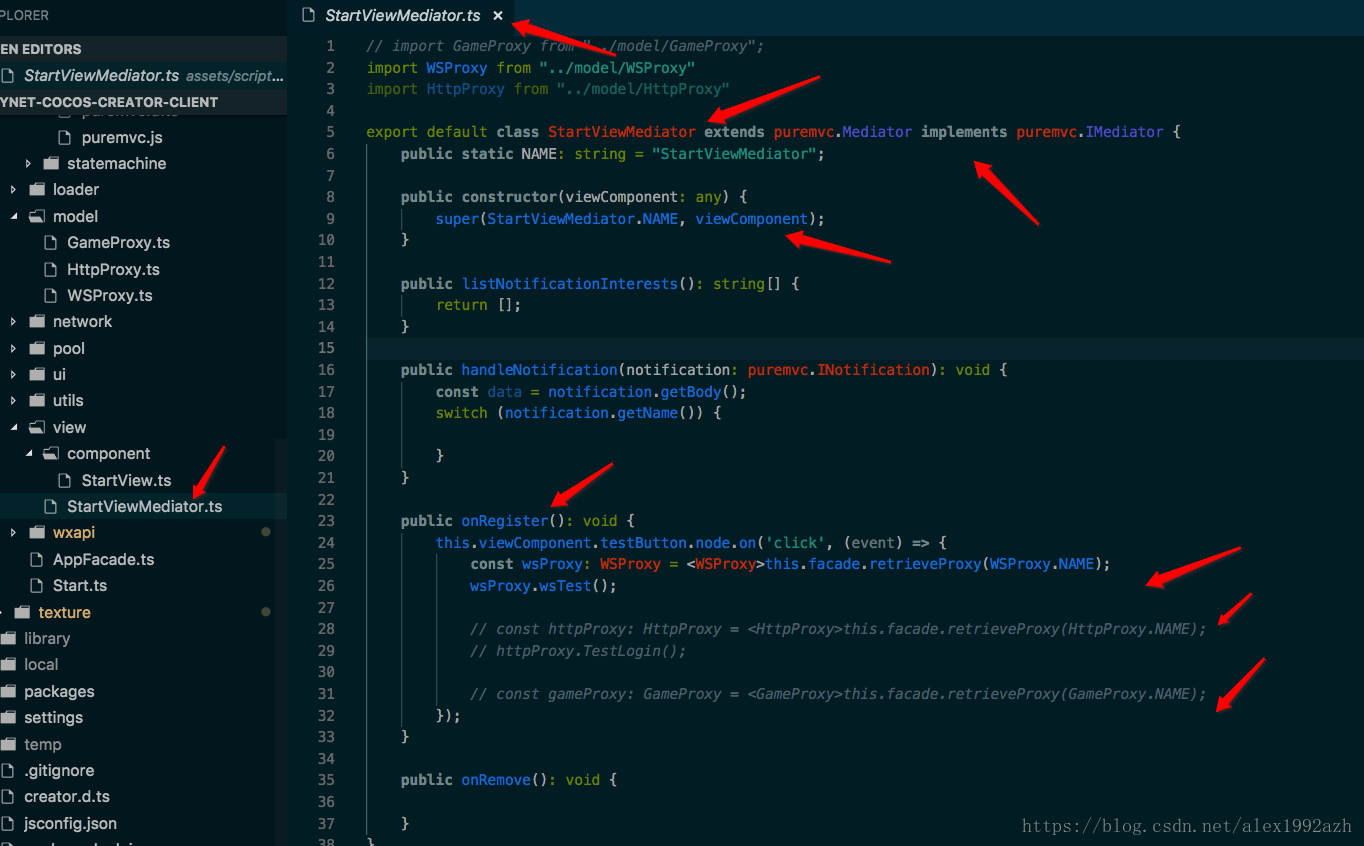 PLORER
EN EDITORS
StartViewMediator.ts assets/script...
YNET-COCOS-CREATOR-CLIENT
puremvc.js
statemachine
loader
model
GameProxy.ts
HttpProxy.ts
WSProxy.ts
network
pool
ui
utils
view
component
StartView.ts
StartViewMediator.ts
wxapi
AppFacade.ts
Start.ts
texture
library
local
packages
settings
temp
.gitignore
creator.d.ts
jsconfig.json
StartViewMediator.ts ×
1 // import GameProxy from "../model/GameProxy";
2 import WSProxy from "../model/WSProxy"
3 import HttpProxy from "../model/HttpProxy"
4
5 export default class StartViewMediator extends puremvc.Mediator implements puremvc.IMediator {
6 public static NAME: string = "StartViewMediator";
7
8 public constructor(viewComponent: any) {
9 super(StartViewMediator.NAME, viewComponent);
10 }
11
12 public listNotificationInterests(): string[] {
13 return [];
14 }
15
16 public handleNotification(notification: puremvc.INotification): void {
17 const data = notification.getBody();
18 switch (notification.getName()) {
19
20 }
21 }
22
23 public onRegister(): void {
24 this.viewComponent.testButton.node.on('click', (event) => {
25 const wsProxy: WSProxy = <WSProxy>this.facade.retrieveProxy(WSProxy.NAME);
26 wsProxy.wsTest();
27
28 // const httpProxy: HttpProxy = <HttpProxy>this.facade.retrieveProxy(HttpProxy.NAME);
29 // httpProxy.TestLogin();
30
31 // const gameProxy: GameProxy = <GameProxy>this.facade.retrieveProxy(GameProxy.NAME);
32 });
33 }
34
35 public onRemove(): void {
36
37 }
38 }
https://blog.csdn.net/alex1992azh